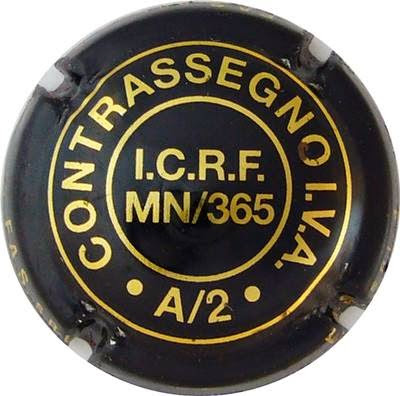 CONTRASSEGNO I.V.A.
I.C.R.F.
MN/365
• A/2 •